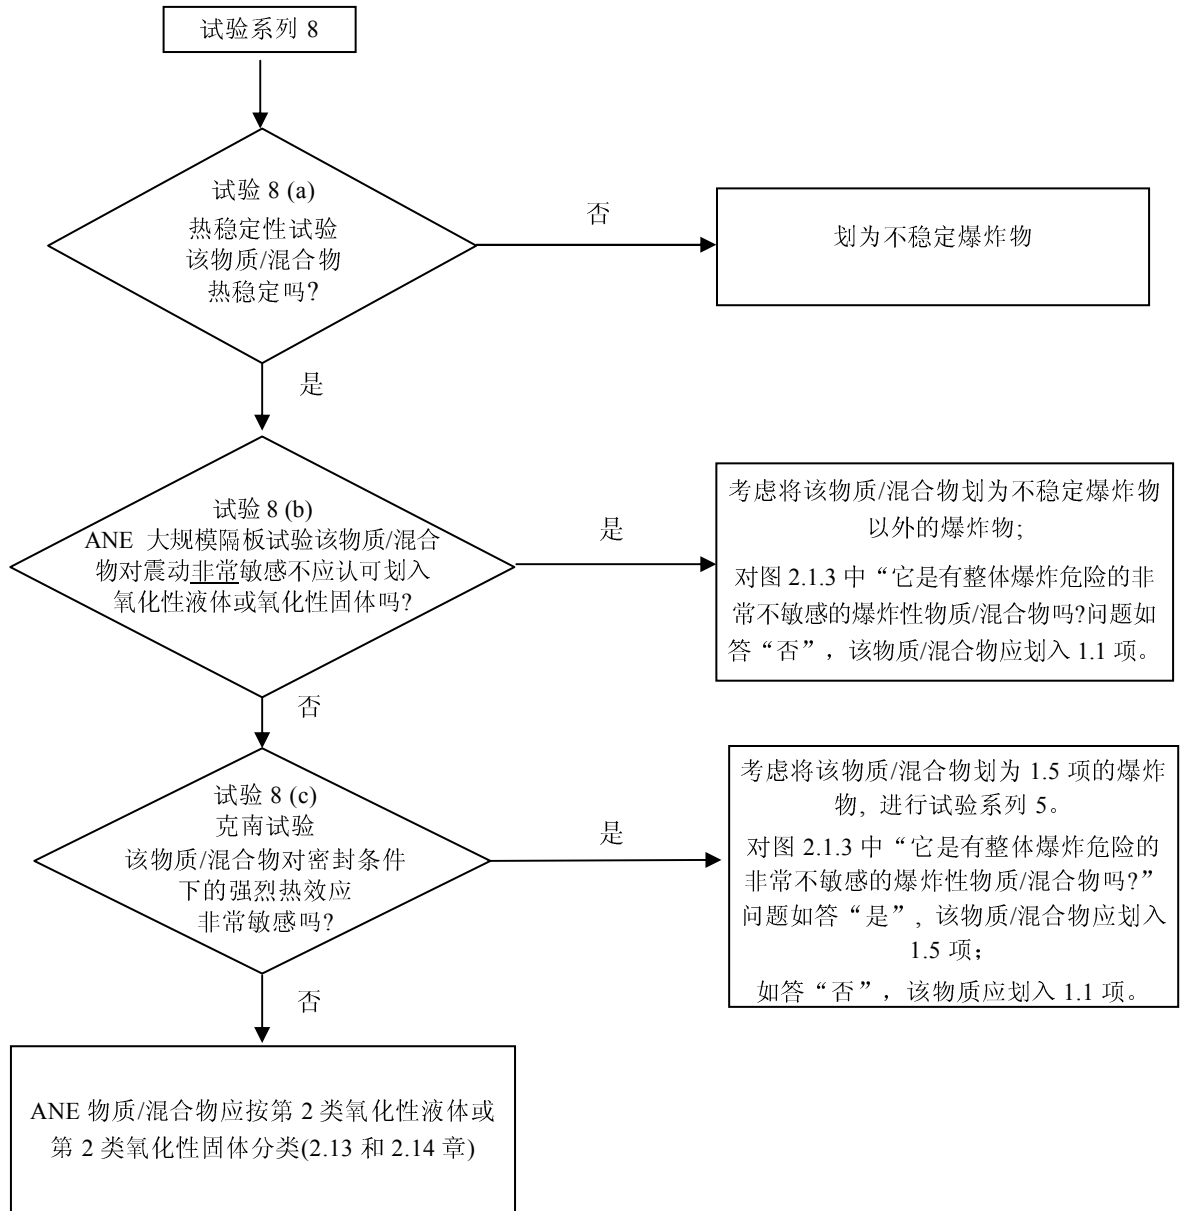 试验系列 8
试验 8 (a)
热稳定性试验
该物质/混合物
热稳定吗?
否
划为不稳定爆炸物
是
试验 8 (b)
ANE 大规模隔板试验该物质/混合
物对震动非常敏感不应认可划入
氧化性液体或氧化性固体吗?
是
考虑将该物质/混合物划为不稳定爆炸物
以外的爆炸物;
对图 2.1.3 中“它是有整体爆炸危险的非
常不敏感的爆炸性物质/混合物吗?问题如
答“否”，该物质/混合物应划入 1.1 项。
否
试验 8 (c)
克南试验
该物质/混合物对密封条件
下的强烈热效应
非常敏感吗?
是
考虑将该物质/混合物划为 1.5 项的爆炸
物, 进行试验系列 5。
对图 2.1.3 中“它是有整体爆炸危险的
非常不敏感的爆炸性物质/混合物吗?”
问题如答“是”, 该物质/混合物应划入
1.5 项；
如答“否”，该物质应划入 1.1 项。
否
ANE 物质/混合物应按第 2 类氧化性液体或
第 2 类氧化性固体分类(2.13 和 2.14 章)